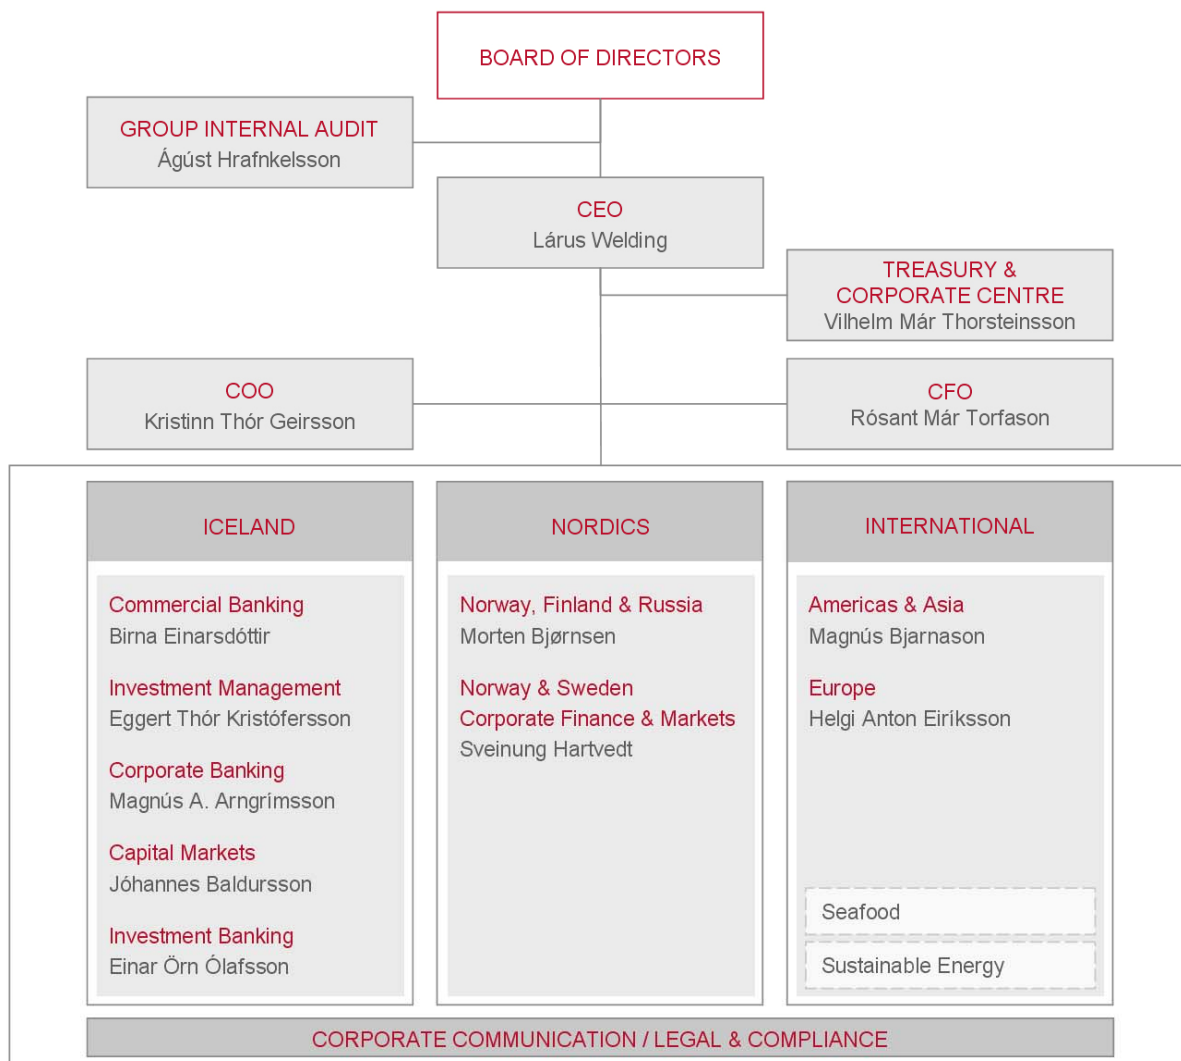 BOARD OF DIRECTORS
GROUP INTERNAL AUDIT
Ágúst Hrafnkelsson
CEO
Lárus Welding
TREASURY &
CORPORATE CENTRE
Vilhelm Már Thorsteinsson
COO
Kristinn Thór Geirsson
CFO
Rósant Már Torfason
ICELAND
Commercial Banking
Birna Einarsdóttir
Investment Management
Eggert Thór Kristófersson
Corporate Banking
Magnús A. Arngrímsson
Capital Markets
Jóhannes Baldursson
Investment Banking
Einar Örn Ólafsson
NORDICS
Norway, Finland & Russia
Morten Bjørnsen
Norway & Sweden
Corporate Finance & Markets
Sveinung Hartvedt
INTERNATIONAL
Americas & Asia
Magnús Bjarnason
Europe
Helgi Anton Eiríksson
Seafood
Sustainable Energy
CORPORATE COMMUNICATION / LEGAL & COMPLIANCE